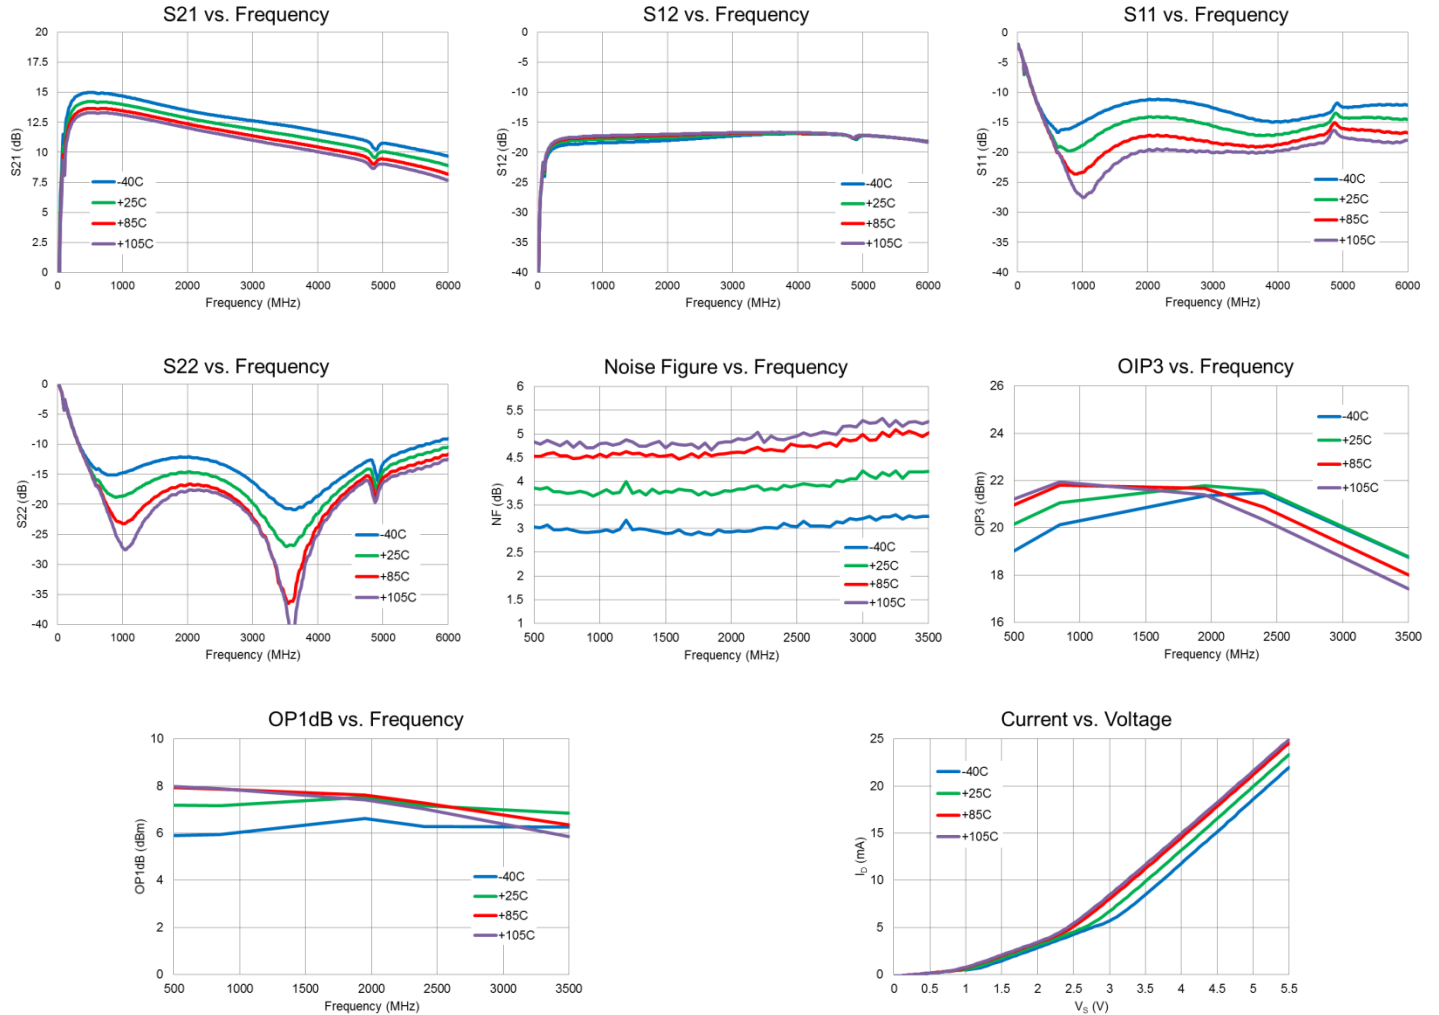 S21 vs. Frequency
S21 (dB)
20
17.5
15
12.5
10
7.5
5
2.5
0
-40C
+25C
+85C
+105C
0 1000 2000 3000 4000 5000 6000
Frequency (MHz)
S12 vs. Frequency
S12 (dB)
0
-5
-10
-15
-20
-25
-30
-35
-40
-40C
+25C
+85C
+105C
0 1000 2000 3000 4000 5000 6000
Frequency (MHz)
S11 vs. Frequency
S11 (dB)
0
-5
-10
-15
-20
-25
-30
-35
-40
-40C
+25C
+85C
+105C
0 1000 2000 3000 4000 5000 6000
Frequency (MHz)
S22 vs. Frequency
S22 (dB)
0
-5
-10
-15
-20
-25
-30
-35
-40
-40C
+25C
+85C
+105C
0 1000 2000 3000 4000 5000 6000
Frequency (MHz)
Noise Figure vs. Frequency
NF (dB)
6
5.5
5
4.5
4
3.5
3
2.5
2
1.5
1
-40C
+25C
+85C
+105C
500 1000 1500 2000 2500 3000 3500
Frequency (MHz)
OIP3 vs. Frequency
OIP3 (dBm)
26
24
22
20
18
16
-40C
+25C
+85C
+105C
500 1000 1500 2000 2500 3000 3500
Frequency (MHz)
OP1dB vs. Frequency
OP1dB (dBm)
10
8
6
4
2
0
-40C
+25C
+85C
+105C
500 1000 1500 2000 2500 3000 3500
Frequency (MHz)
Current vs. Voltage
I_D (mA)
25
20
15
10
5
0
-40C
+25C
+85C
+105C
0 0.5 1 1.5 2 2.5 3 3.5 4 4.5 5 5.5
V_S (V)